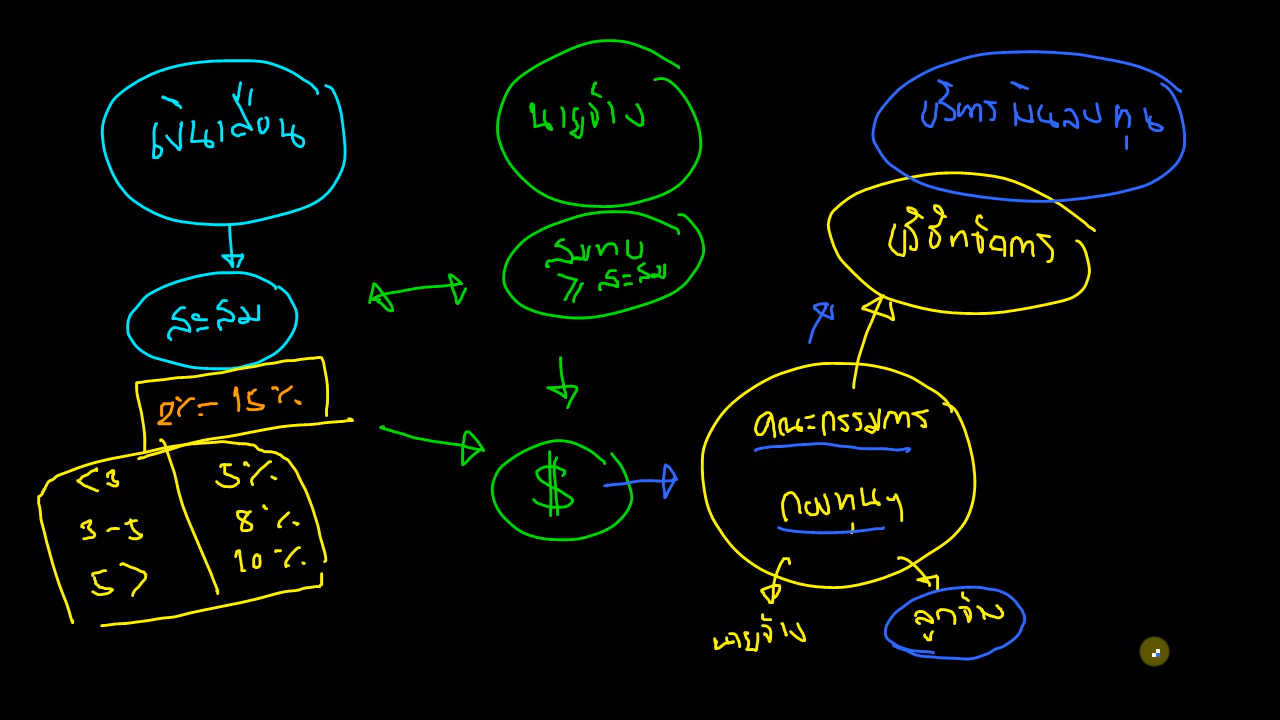 เงินเดือน
สะสม
2%- 15%
<3 5%
3-5 8%
5> 10%
นายจ้าง
สมทบ
≥ สะสม
$
บริหารเงินลงทุน
บริษัทจัดการ
คณะกรรมการ
กองทุนฯ
นายจ้าง
ลูกจ้าง